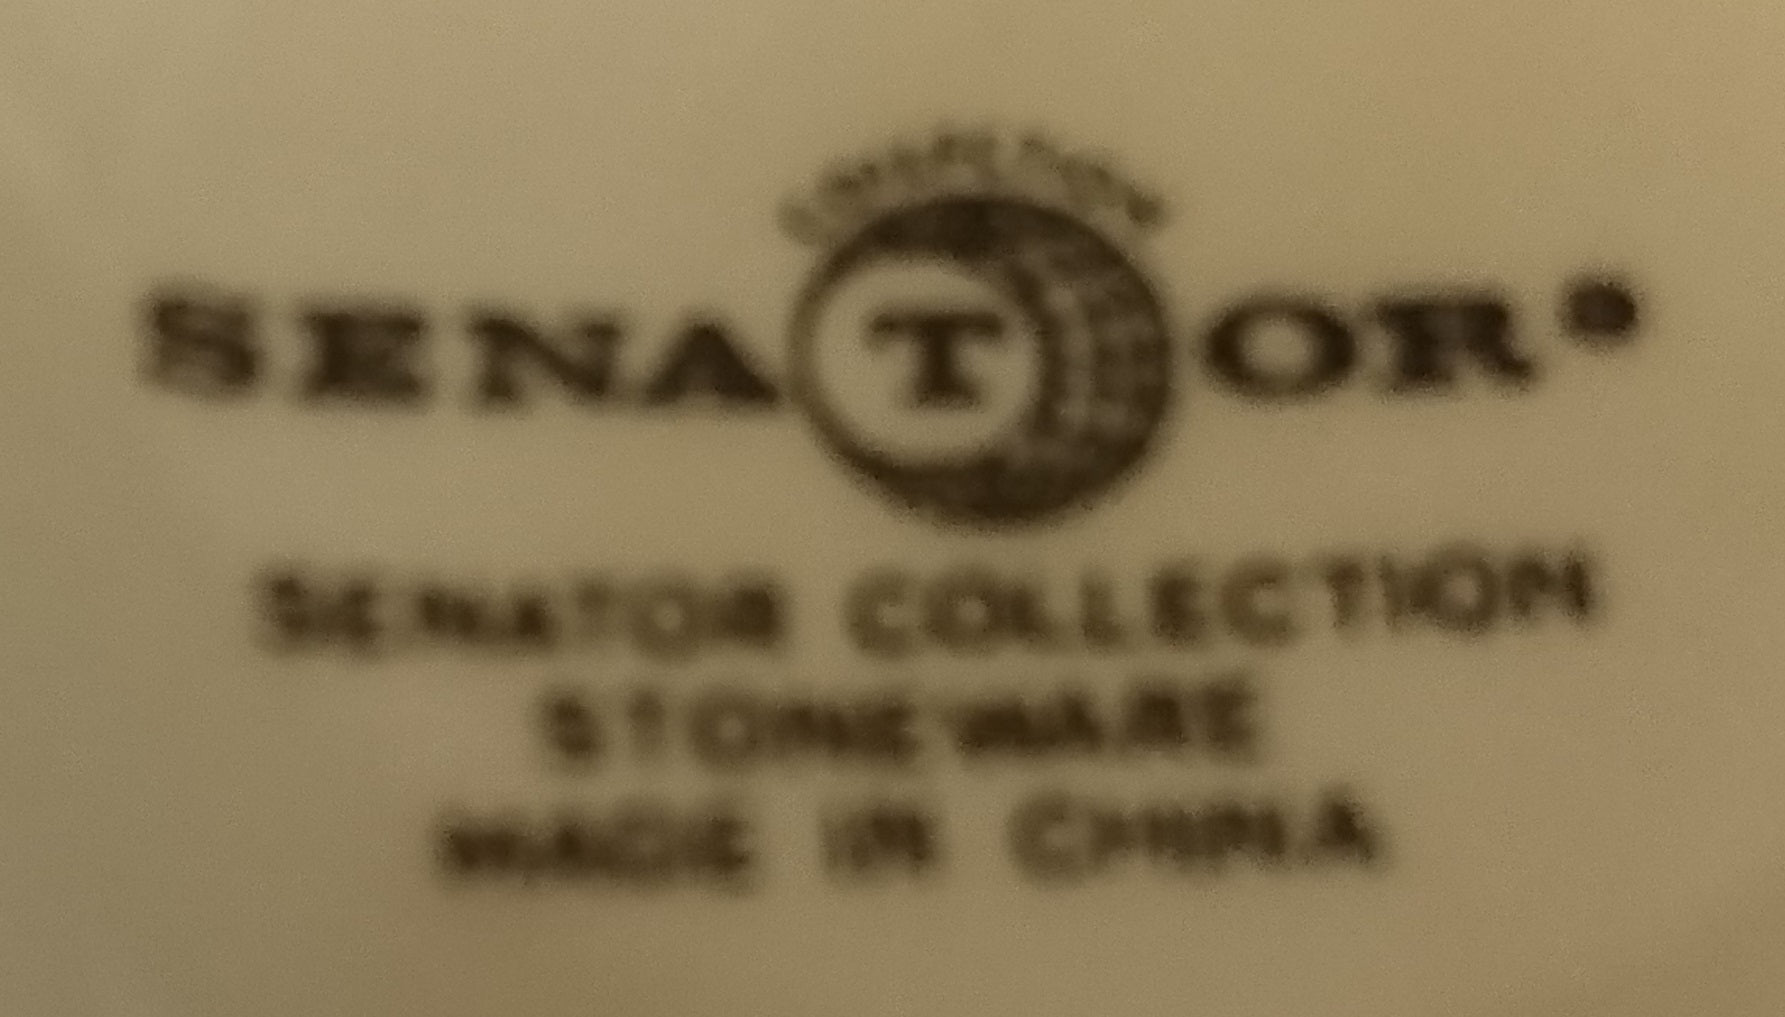 SENATOR®
SENATOR COLLECTION
STONEWARE
MADE IN CHINA